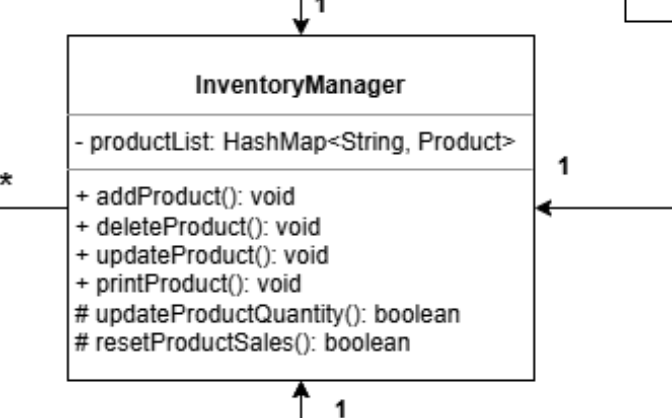 1
InventoryManager
- productList: HashMap<String, Product>
*
1
+ addProduct(): void
+ deleteProduct(): void
+ updateProduct(): void
+ printProduct(): void
# updateProductQuantity(): boolean
# resetProductSales(): boolean
1